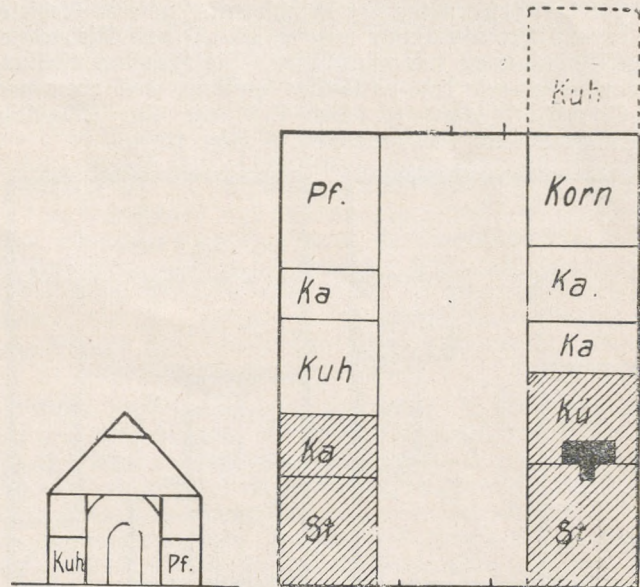 Kuh
Pf.
Korn
Ka
Ka.
Kuh
Ka
Ka
Kü
St.
St.
Kuh
Pf.